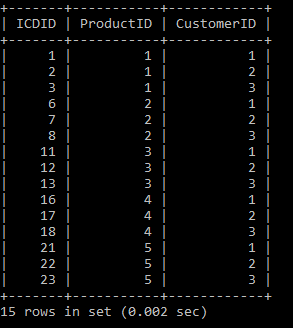 +-------+-----------+------------+
| ICDID | ProductID | CustomerID |
+-------+-----------+------------+
|     1 |         1 |          1 |
|     2 |         1 |          2 |
|     3 |         1 |          3 |
|     6 |         2 |          1 |
|     7 |         2 |          2 |
|     8 |         2 |          3 |
|    11 |         3 |          1 |
|    12 |         3 |          2 |
|    13 |         3 |          3 |
|    16 |         4 |          1 |
|    17 |         4 |          2 |
|    18 |         4 |          3 |
|    21 |         5 |          1 |
|    22 |         5 |          2 |
|    23 |         5 |          3 |
+-------+-----------+------------+
15 rows in set (0.002 sec)